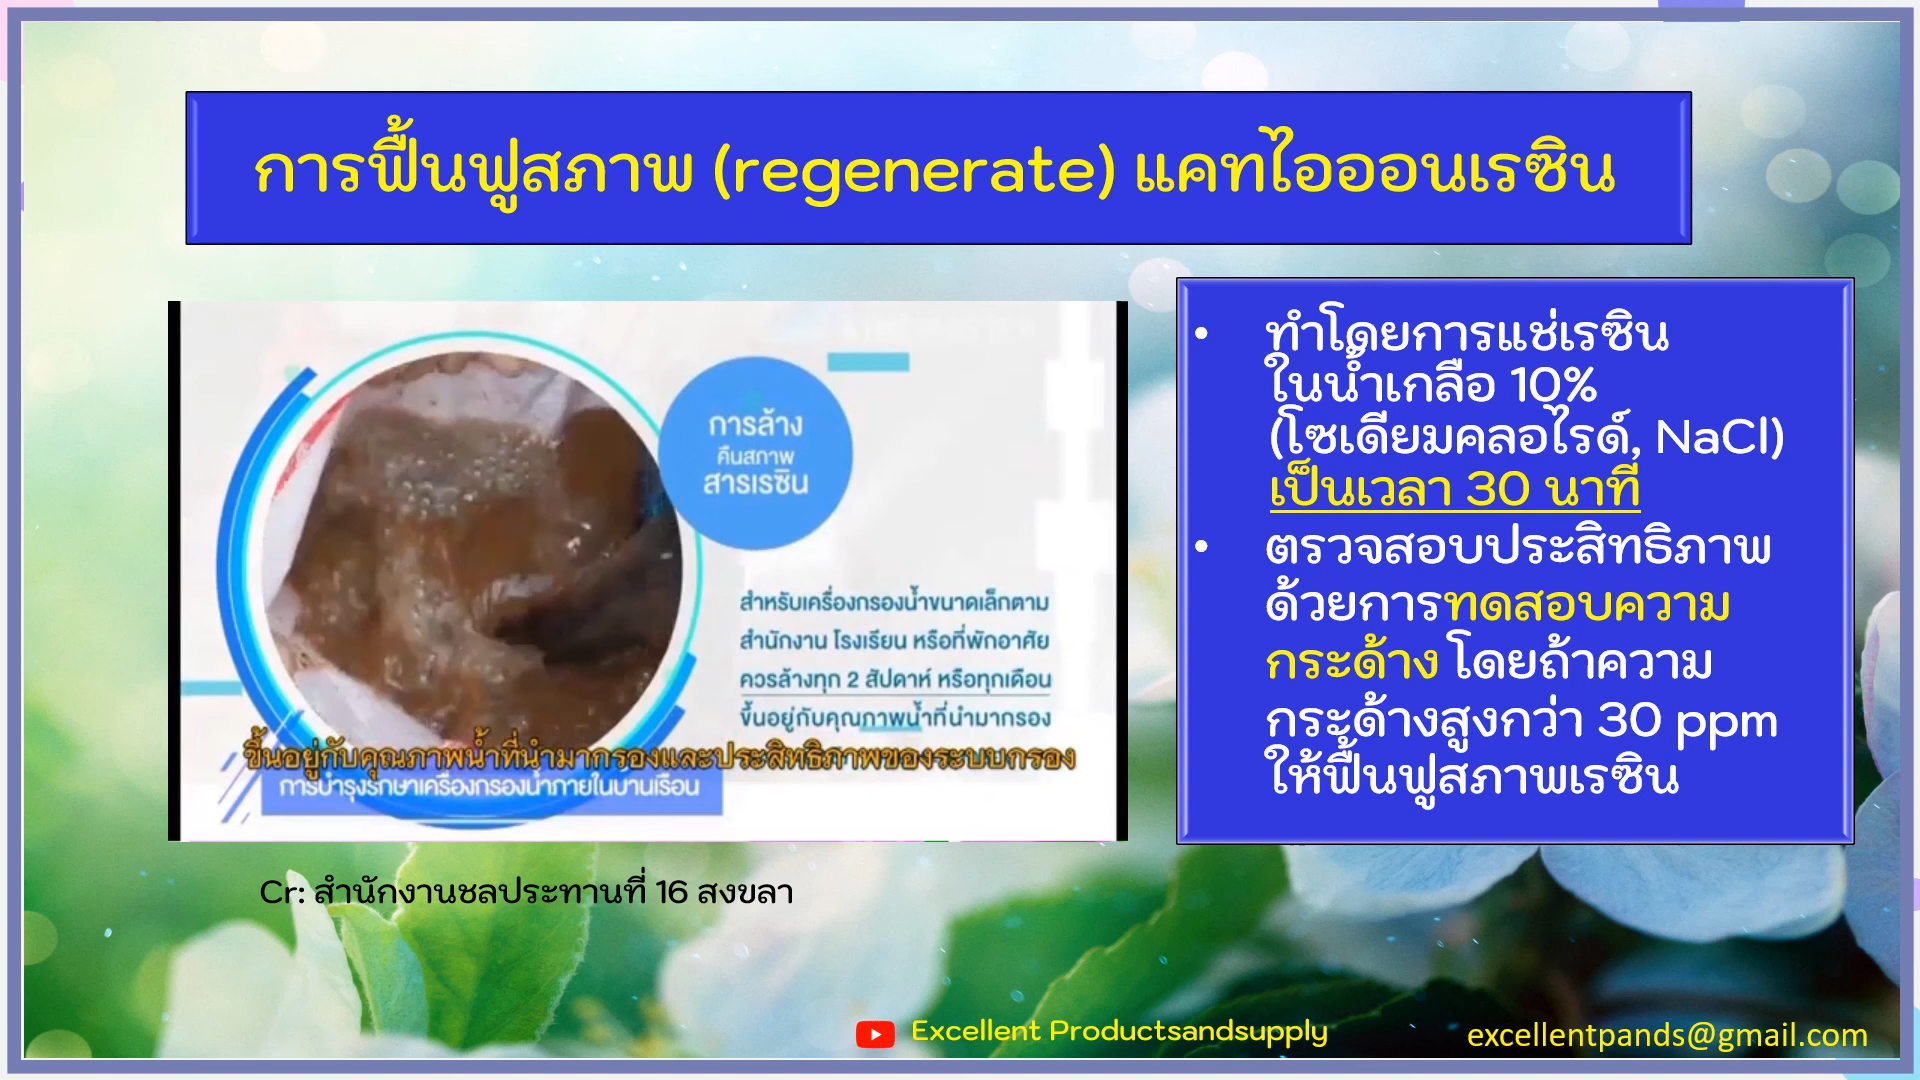 การฟื้นฟูสภาพ (regenerate) แคทไอออนเรซิน
การล้าง
คืนสภาพ
สารเรซิน
สำหรับเครื่องกรองน้ำขนาดเล็กตาม
สำนักงาน โรงเรียน หรือที่พักอาศัย
ควรล้างทุก 2 สัปดาห์ หรือทุกเดือน
ขึ้นอยู่กับคุณภาพน้ำที่นำมากรอง
ขึ้นอยู่กับคุณภาพน้ำที่นำมากรองและประสิทธิภาพของระบบกรอง
การบำรุงรักษาเครื่องกรองน้ำภายในบ้านเรือน
Cr: สำนักงานชลประทานที่ 16 สงขลา
• ทำโดยการแช่เรซิน
ในน้ำเกลือ 10%
(โซเดียมคลอไรด์, NaCl)
เป็นเวลา 30 นาที
• ตรวจสอบประสิทธิภาพ
ด้วยการทดสอบความ
กระด้าง โดยถ้าความ
กระด้างสูงกว่า 30 ppm
ให้ฟื้นฟูสภาพเรซิน
Excellent Productsandsupply
excellentpands@gmail.com